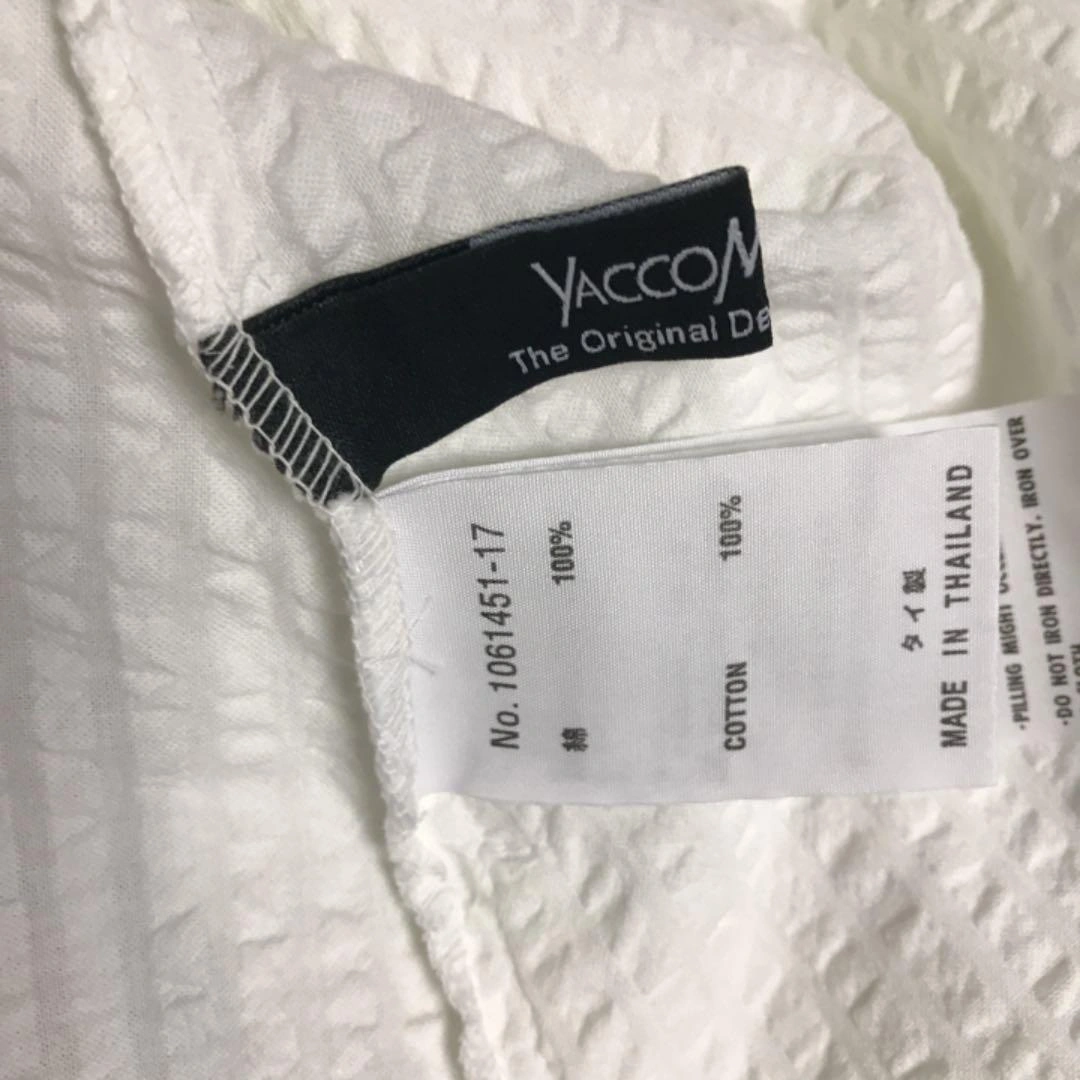 YACCOM
The Original De
No. 1061451-17
綿 100%
COTTON 100%
タイ製
MADE IN THAILAND
·PILLING MIGHT
·DO NOT IRON DIRECTLY, IRON OVER